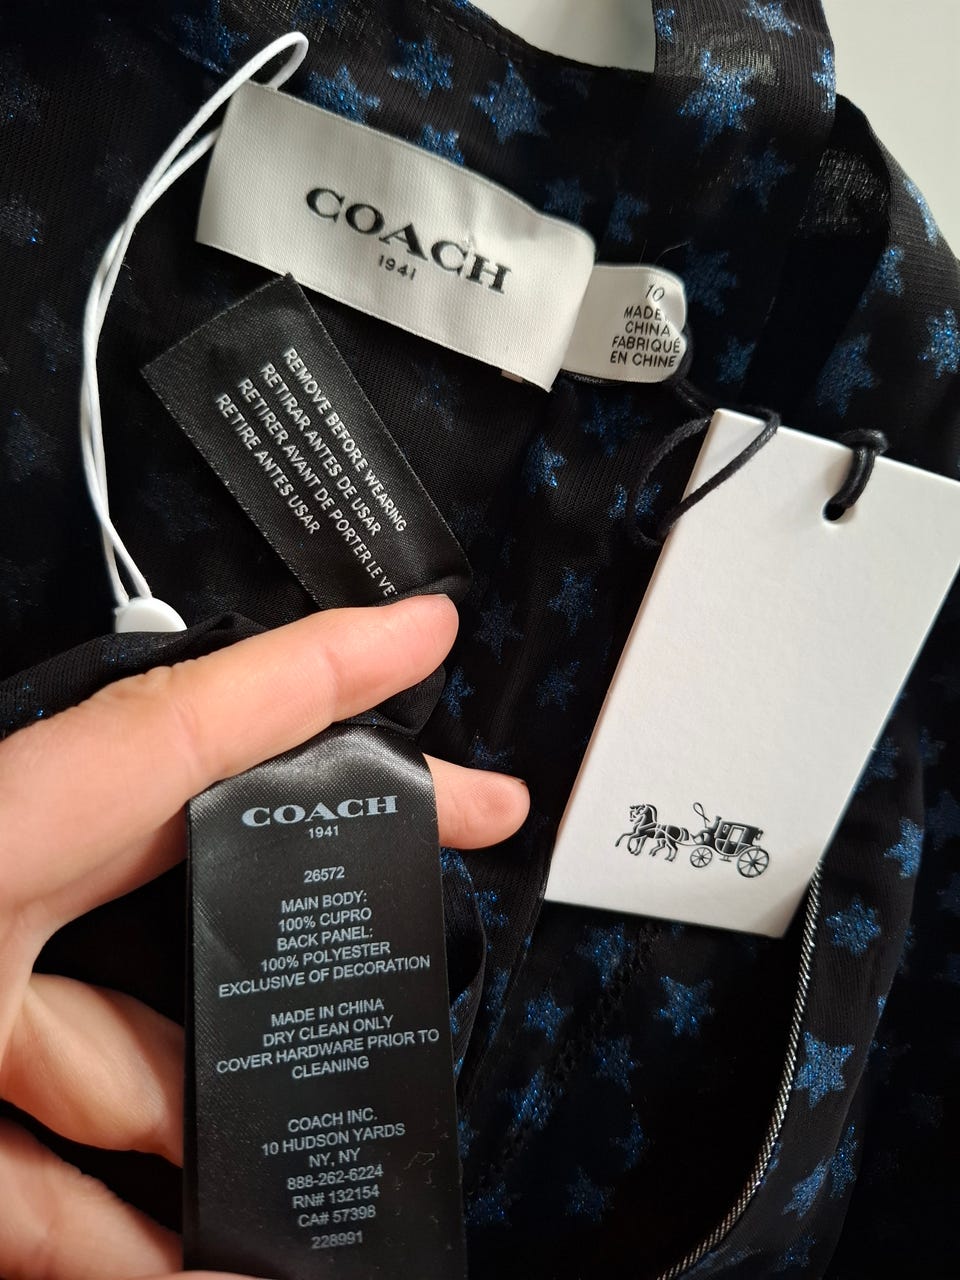 COACH
1941
10
MADE
CHINA
FABRIQUÉ
EN CHINE
REMOVE BEFORE WEARING
RETIRAR ANTES DE USAR
RETIRER AVANT DE PORTER LE
RETIRE ANTES USAR
COACH
1941
26572
MAIN BODY:
100% CUPRO
BACK PANEL:
100% POLYESTER
EXCLUSIVE OF DECORATION
MADE IN CHINA
DRY CLEAN ONLY
COVER HARDWARE PRIOR TO
CLEANING
COACH INC.
10 HUDSON YARDS
NY, NY
888-262-6224
RN# 132154
CA# 57398
228991